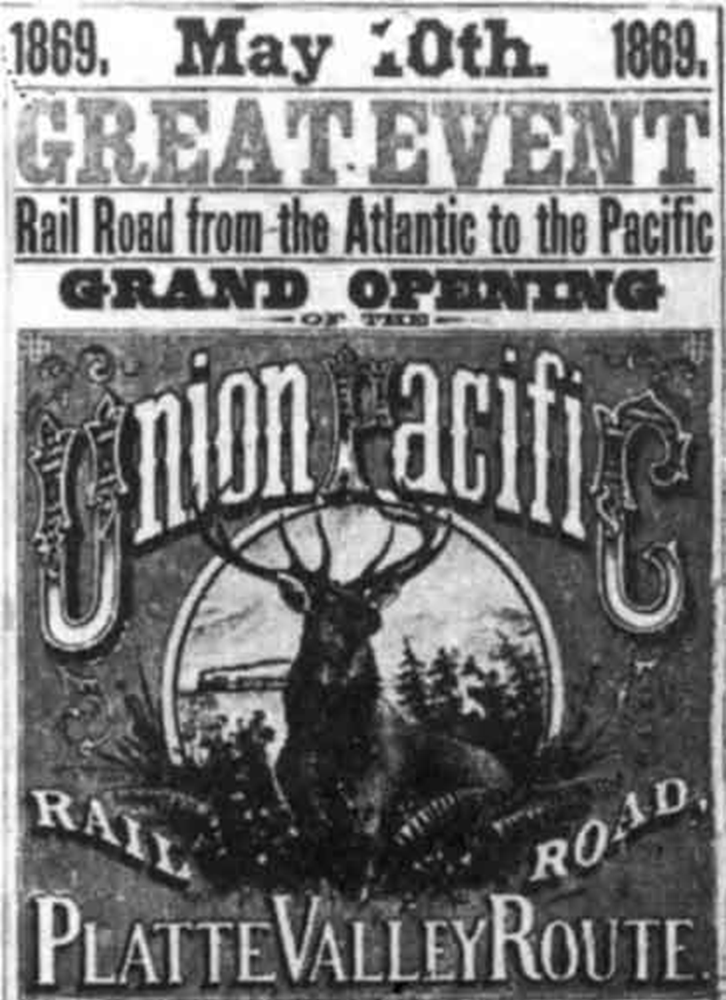 1869. May 10th. 1869.
GREAT EVENT
Rail Road from the Atlantic to the Pacific
GRAND OPENING
OF THE
Union Pacific
RAIL ROAD,
PLATTE VALLEY ROUTE.